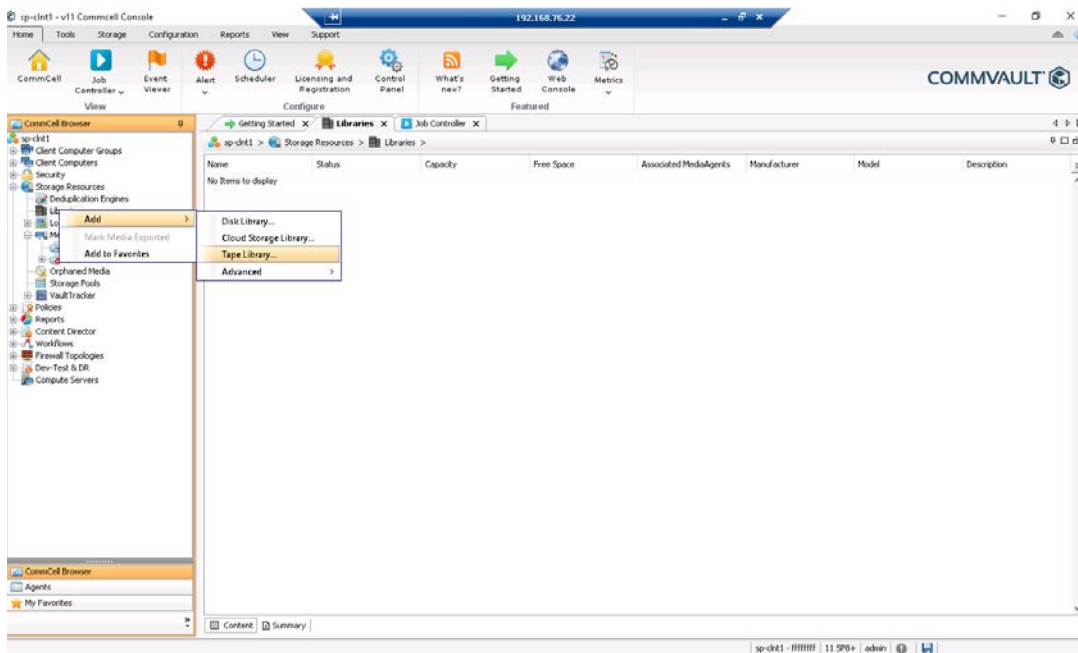 sp-clnt1 - v11 Commcell Console
192.168.76.22
Home Tools Storage Configuration Reports View Support
CommCell Job Controller Event Viewer Alert Scheduler Licensing and Registration Control Panel What's new? Getting Started Web Console Metrics
View Configure Featured
COMMVAULT
CommCell Browser
Getting Started Libraries Job Controller
sp-clnt1 > Storage Resources > Libraries >
Name Status Capacity Free Space Associated MediaAgents Manufacturer Model Description
No Items to display
sp-clnt1
Client Computer Groups
Client Computers
Security
Storage Resources
Deduplication Engines
Lib
Lo
Me
Add
Mark Media Exported
Add to Favorites
Disk Library...
Cloud Storage Library...
Tape Library...
Advanced
Orphaned Media
Storage Pools
VaultTracker
Policies
Reports
Content Director
Workflows
Firewall Topologies
Dev-Test & DR
Compute Servers
CommCell Browser
Agents
My Favorites
Content Summary
sp-clnt1 - ffffffff 11 SP8+ admin